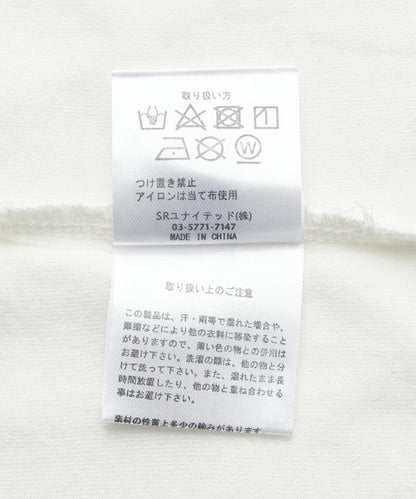 取り扱い方
つけ置き禁止
アイロンは当て布使用
SRユナイテッド(株)
03-5771-7147
MADE IN CHINA
取り扱い上のご注意
この製品は、汗・雨等で濡れた場合や、
摩擦などにより他の衣料に移染すること
がありますので、薄い色の物との併用は
お避け下さい。洗濯の際は、他の物と分
けて洗って下さい。また、濡れたまま長
時間放置したり、他の物と重ね合わせる
事はお避け下さい。
素材の性質上多少の縮みがあります。